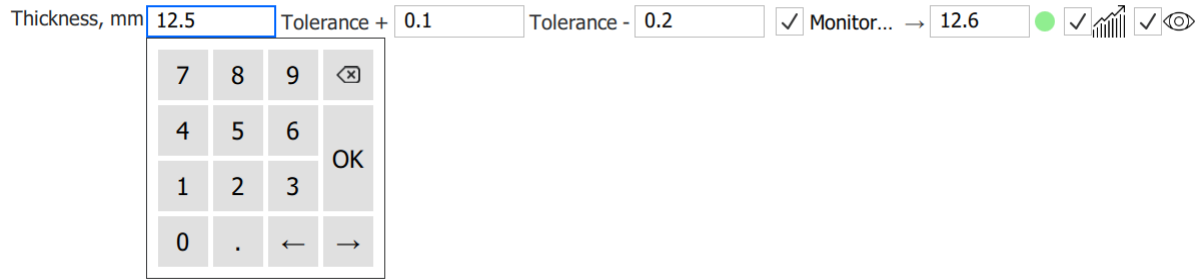 Thickness, mm 12.5 Tolerance + 0.1 Tolerance - 0.2 Monitor... → 12.6
7 8 9
4 5 6
OK
1 2 3
0 . ← →